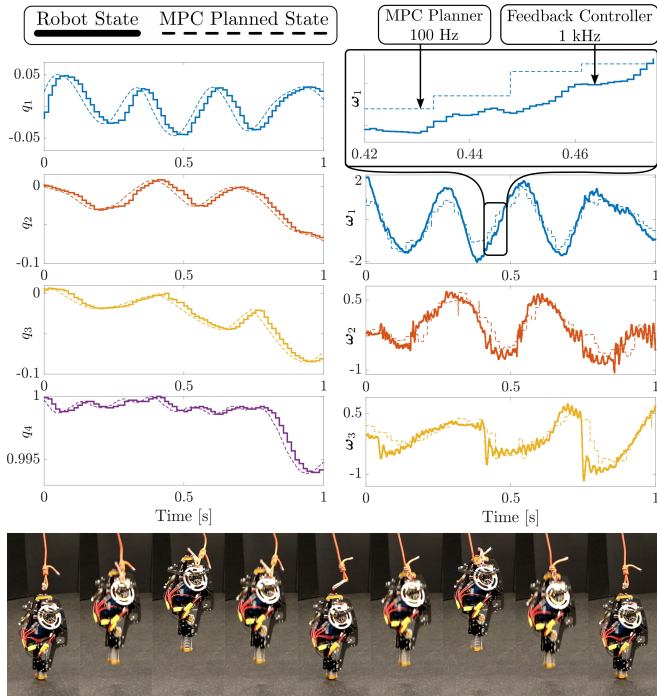 Robot State
MPC Planned State
MPC Planner
100 Hz
Feedback Controller
1 kHz
0.05
-0.05
q1
0
0.5
1
ω1
0.42
0.44
0.46
0
-0.1
q2
0
0.5
1
2
-2
ω1
0
0.5
1
0
-0.1
q3
0
0.5
1
0.5
-1
ω2
0
0.5
1
1
0.995
q4
0
0.5
1
Time [s]
0.5
-1
ω3
0
0.5
1
Time [s]